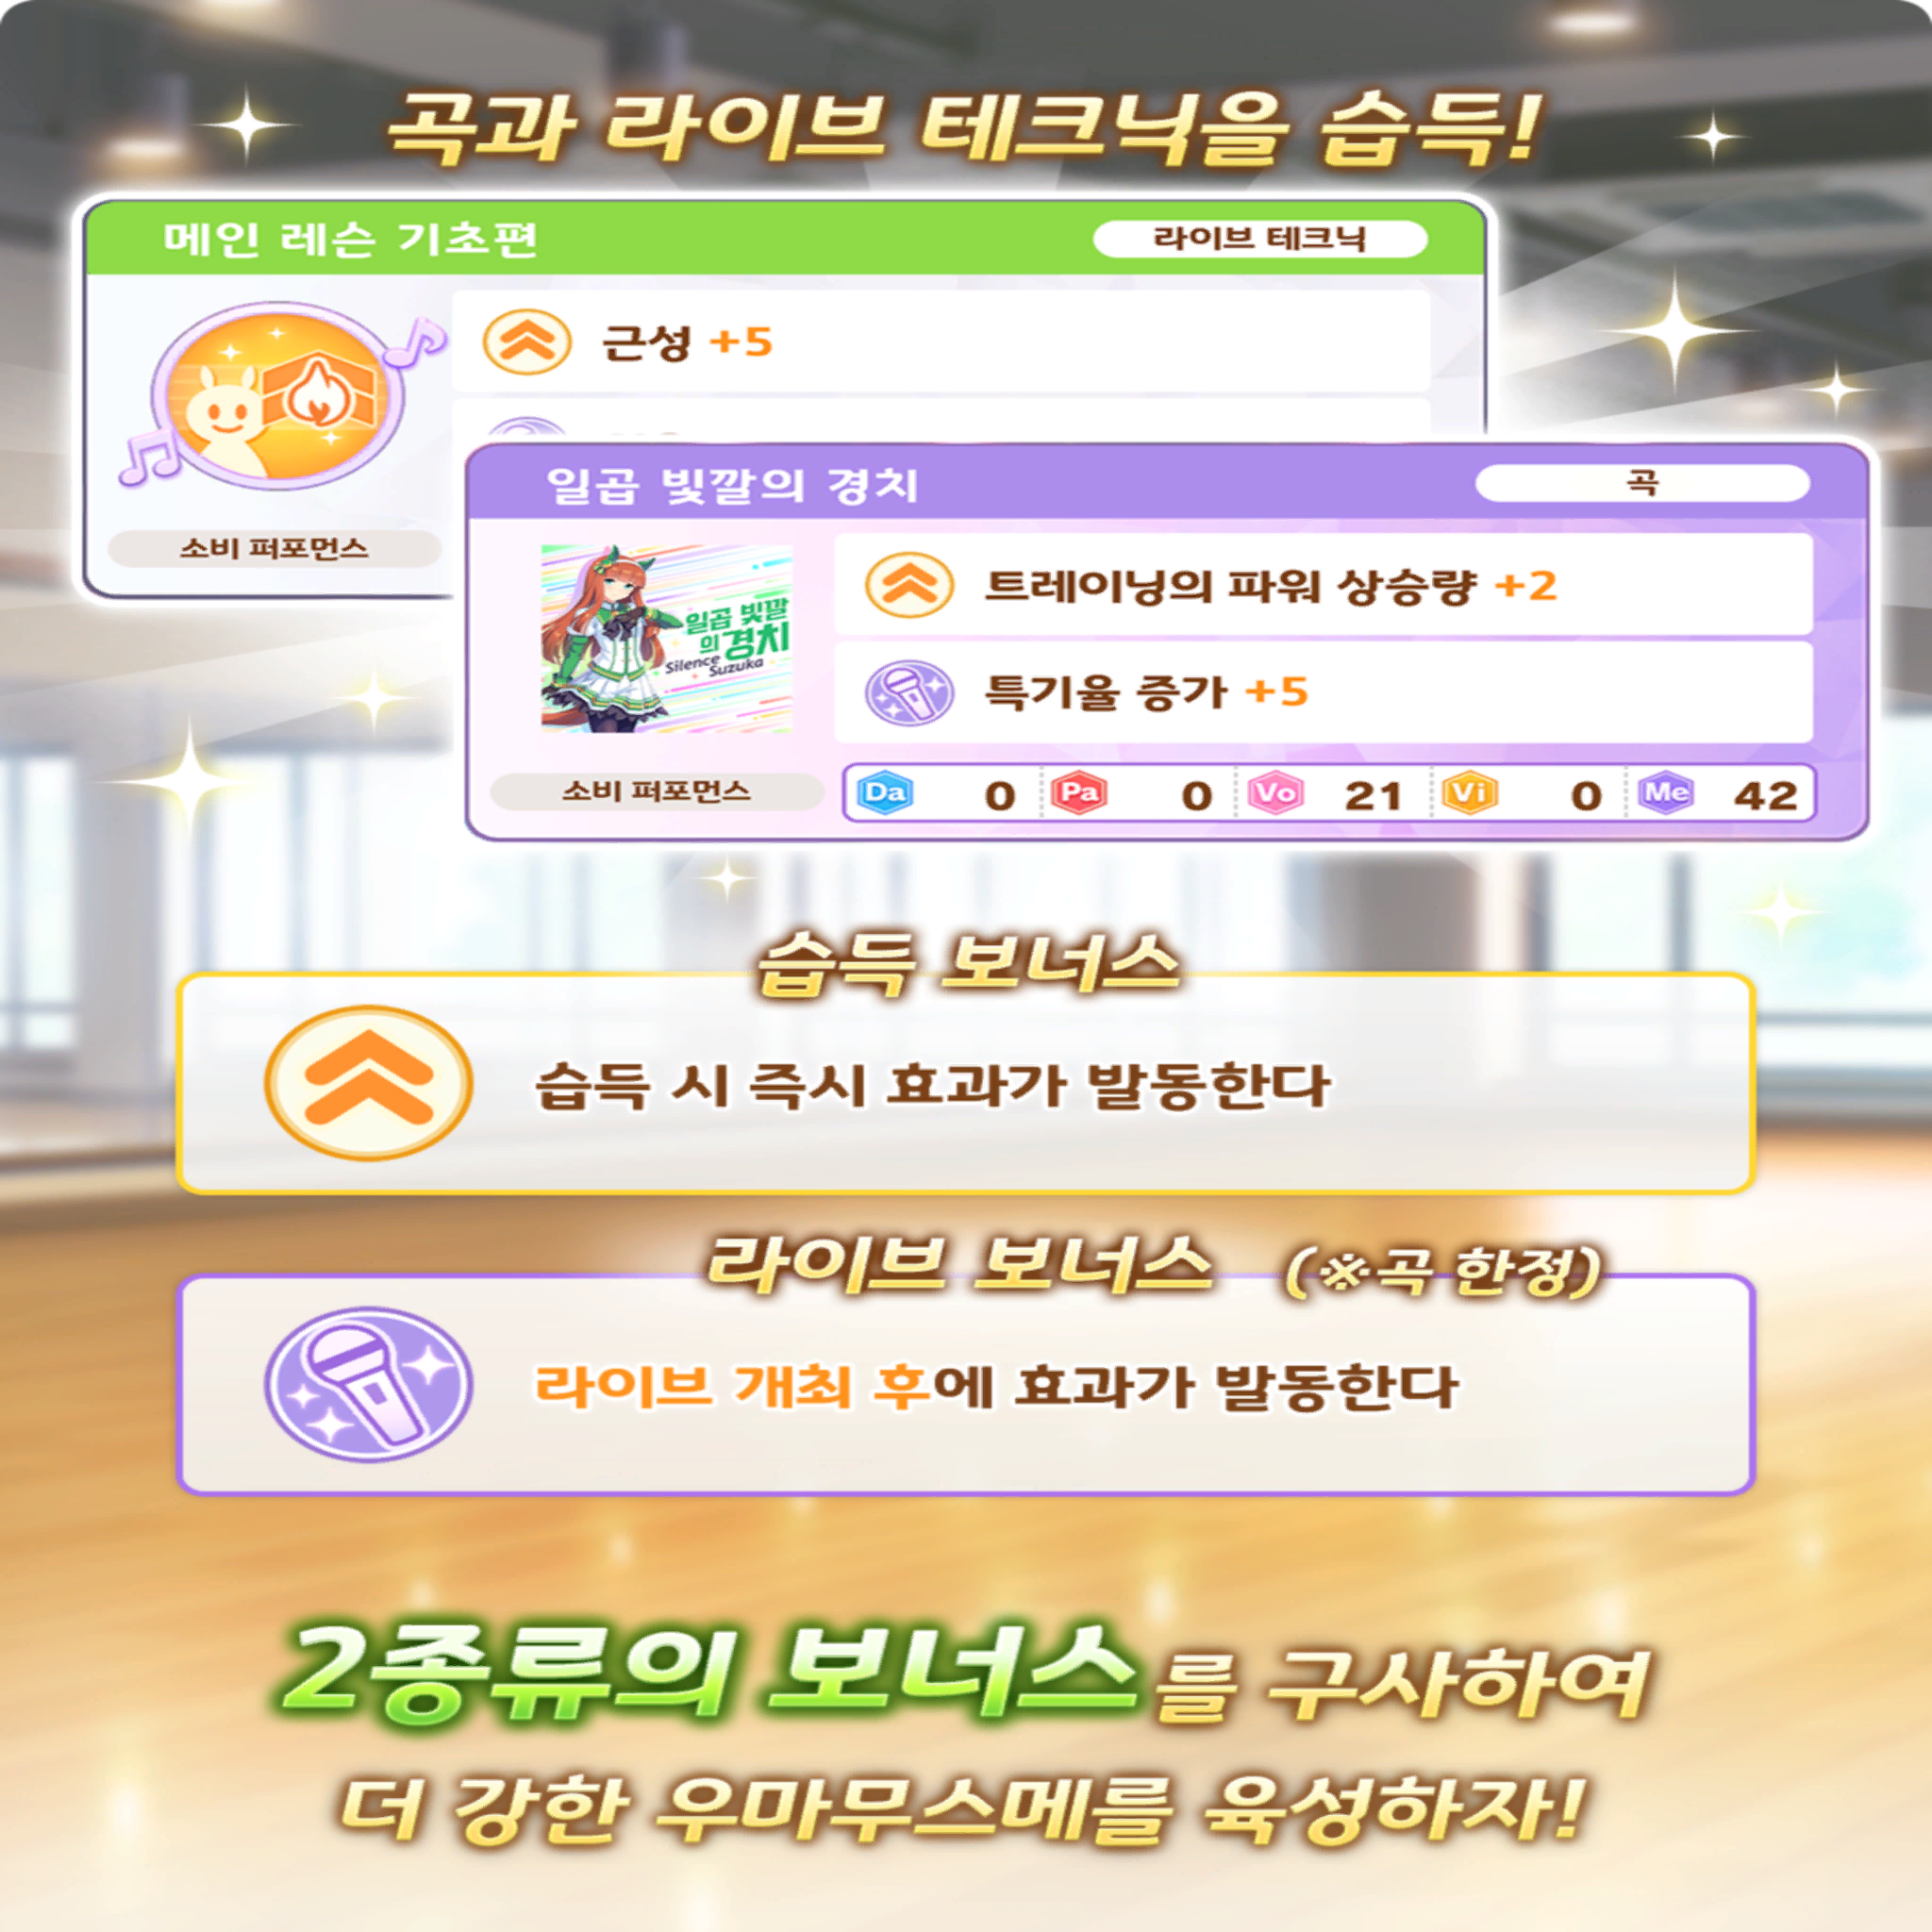 곡과 라이브 테크닉을 습득!
메인 레슨 기초편
라이브 테크닉
근성 +5
소비 퍼포먼스
일곱 빛깔의 경치
곡
일곱 빛깔
의 경치
Silence
Suzuka
트레이닝의 파워 상승량 +2
특기율 증가 +5
소비 퍼포먼스
Da 0 Pa 0 Vo 21 Vi 0 Me 42
습득 보너스
습득 시 즉시 효과가 발동한다
라이브 보너스 (※곡 한정)
라이브 개최 후에 효과가 발동한다
2종류의 보너스를 구사하여
더 강한 우마무스메를 육성하자!